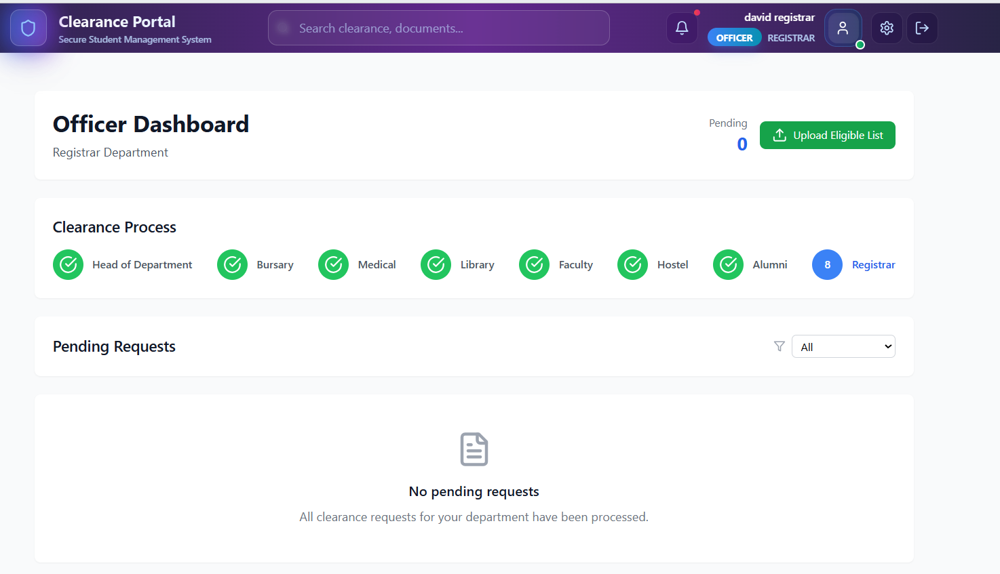 Clearance Portal
Secure Student Management System
Search clearance, documents...
david registrar
OFFICER REGISTRAR
Officer Dashboard
Registrar Department
Pending
0
Upload Eligible List
Clearance Process
Head of Department
Bursary
Medical
Library
Faculty
Hostel
Alumni
8 Registrar
Pending Requests
All
No pending requests
All clearance requests for your department have been processed.